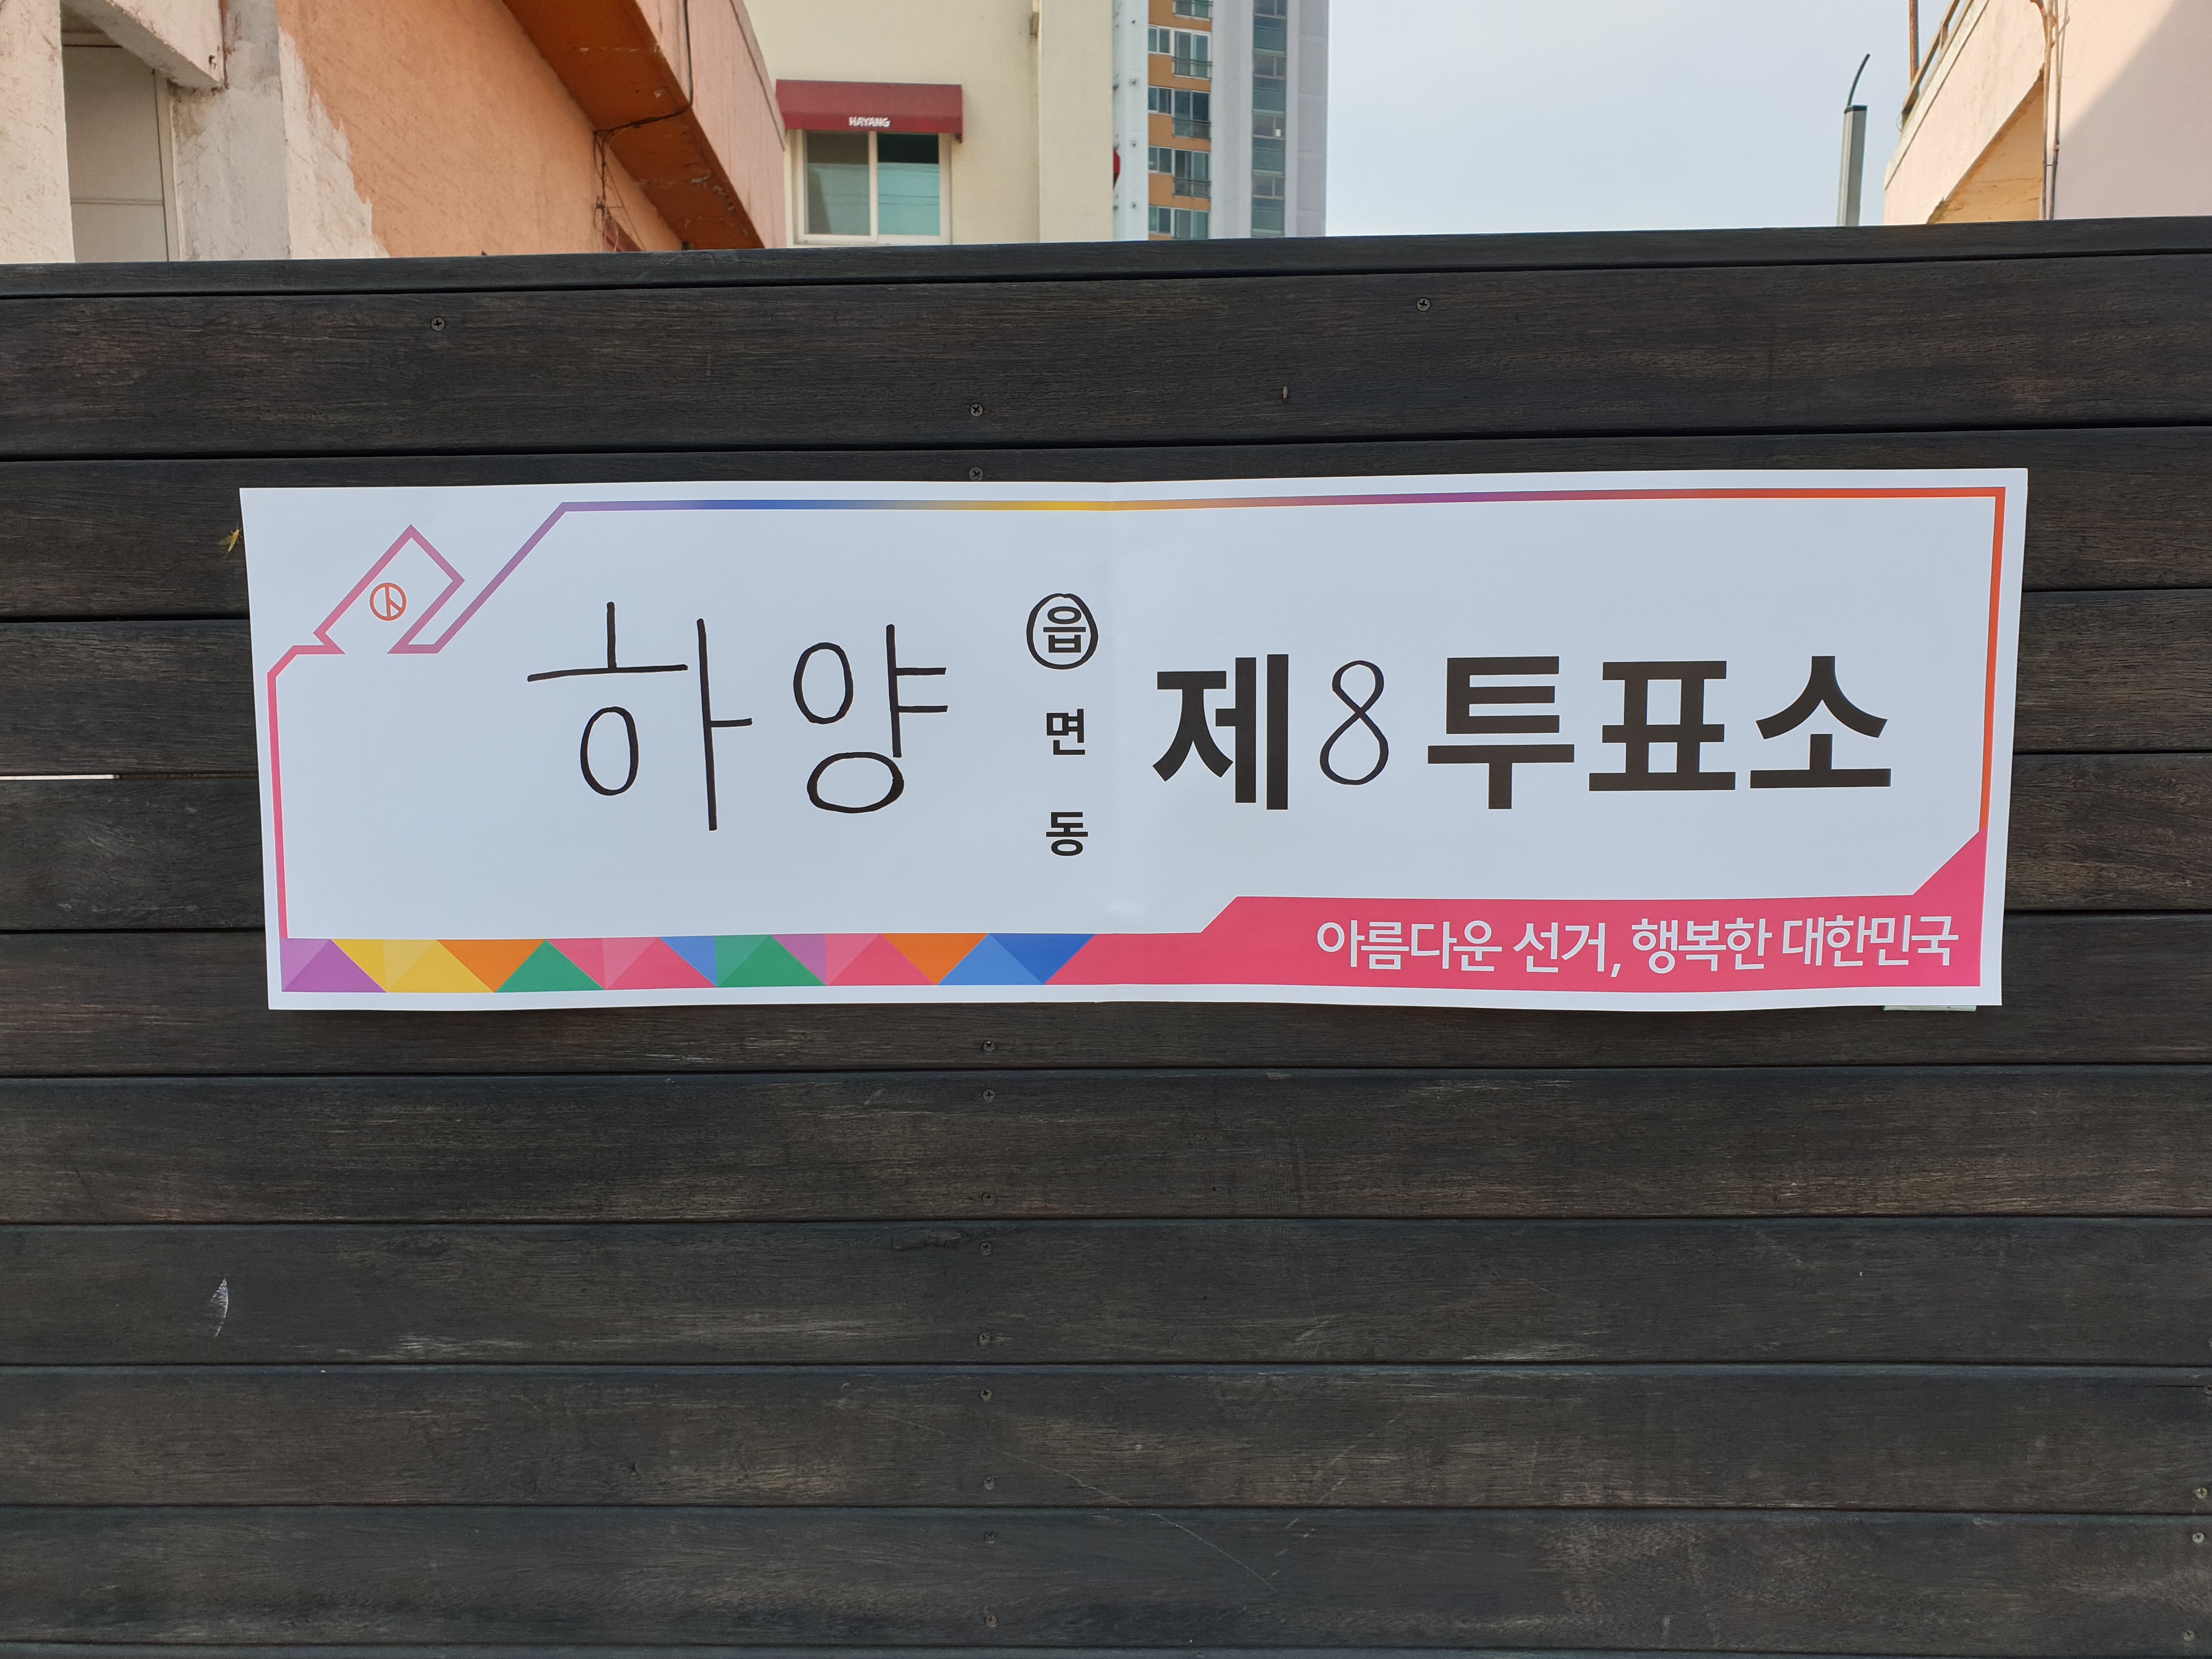 HAYANG
하양 읍 제8투표소
면
동
아름다운 선거, 행복한 대한민국